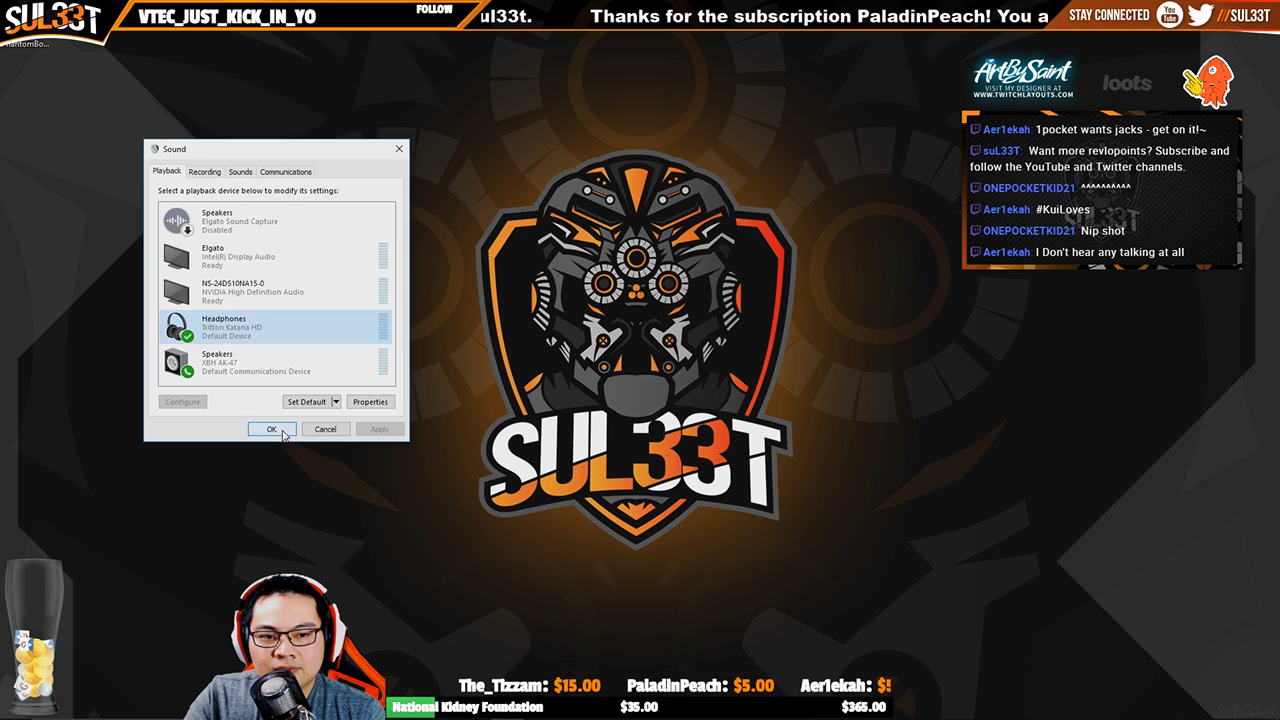 SUL33T
VTEC_JUST_KICK_IN_YO
FOLLOW
ul33t.
Thanks for the subscription PaladinPeach! You a
STAY CONNECTED
You
Tube
///SUL33T
hantomBo...
ArtBySaint
VISIT MY DESIGNER AT
WWW.TWITCHLAYOUTS.COM
loots
Aer1ekah: 1pocket wants jacks - get on it!~
suL33T: Want more revlopoints? Subscribe and
follow the YouTube and Twitter channels.
ONEPOCKETKID21: ^^^^^^^^^^
Aer1ekah: #KuiLoves
ONEPOCKETKID21: Nip shot
Aer1ekah: I Don't hear any talking at all
Sound
Playback Recording Sounds Communications
Select a playback device below to modify its settings:
Speakers
Elgato Sound Capture
Disabled
Elgato
Intel(R) Display Audio
Ready
NS-24D510NA15-0
NVIDIA High Definition Audio
Ready
Headphones
Tritton Katana HD
Default Device
Speakers
XBH AK-47
Default Communications Device
Configure Set Default Properties
OK Cancel Apply
SUL33T
The_Tizzam: $15.00 PaladinPeach: $5.00 Aer1ekah: $5
National Kidney Foundation $35.00 $365.00